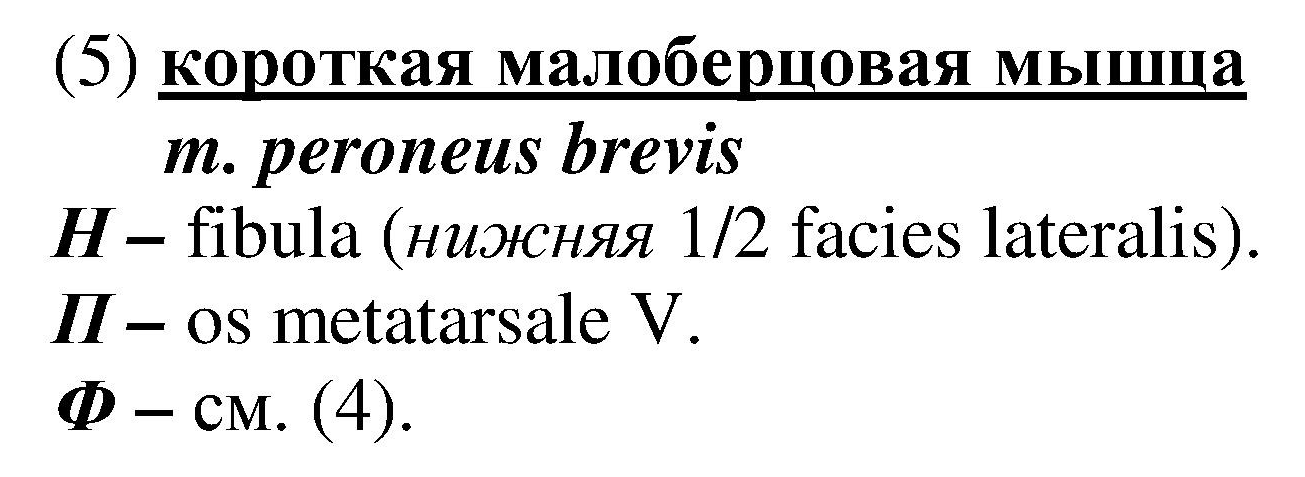 (5) короткая малоберцовая мышца
m. peroneus brevis
Н – fibula (нижняя 1/2 facies lateralis).
П – os metatarsale V.
Ф – см. (4).